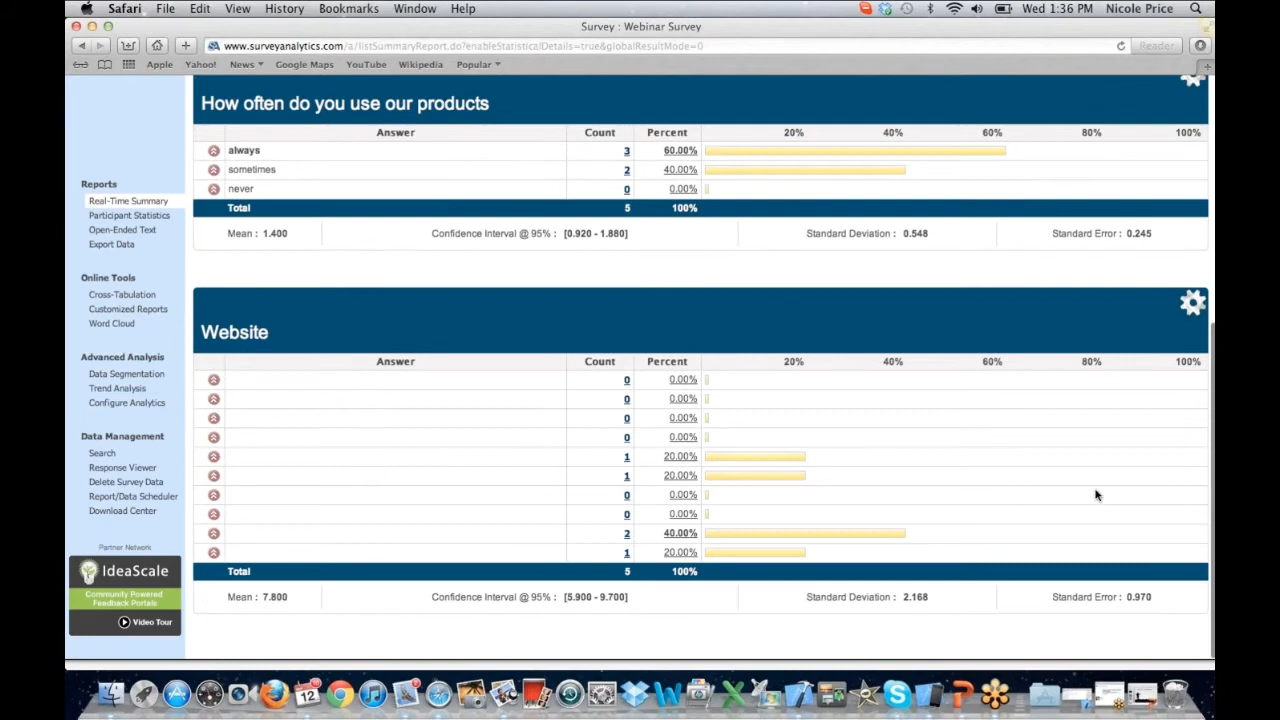 Safari File Edit View History Bookmarks Window Help Wed 1:36 PM Nicole Price
Survey : Webinar Survey
www.surveyanalytics.com/a/listSummaryReport.do?enableStatisticalDetails=true&globalResultMode=0 Reader
Apple Yahoo! News Google Maps YouTube Wikipedia Popular
How often do you use our products
Answer Count Percent 20% 40% 60% 80% 100%
always 3 60.00%
sometimes 2 40.00%
never 0 0.00%
Total 5 100%
Mean : 1.400 Confidence Interval @ 95% : [0.920 - 1.880] Standard Deviation : 0.548 Standard Error : 0.245
Website
Answer Count Percent 20% 40% 60% 80% 100%
0 0.00%
0 0.00%
0 0.00%
0 0.00%
1 20.00%
1 20.00%
0 0.00%
0 0.00%
2 40.00%
1 20.00%
Total 5 100%
Mean : 7.800 Confidence Interval @ 95% : [5.900 - 9.700] Standard Deviation : 2.168 Standard Error : 0.970
Reports
Real-Time Summary
Participant Statistics
Open-Ended Text
Export Data
Online Tools
Cross-Tabulation
Customized Reports
Word Cloud
Advanced Analysis
Data Segmentation
Trend Analysis
Configure Analytics
Data Management
Search
Response Viewer
Delete Survey Data
Report/Data Scheduler
Download Center
Partner Network
IdeaScale
Community Powered
Feedback Portals
Video Tour
12